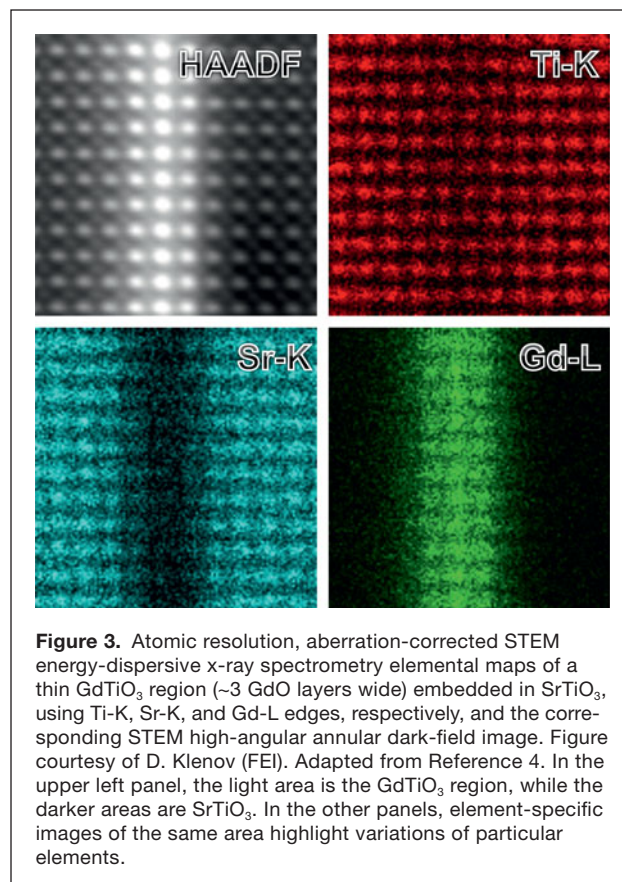 HAADF
Ti-K
Sr-K
Gd-L
Figure 3. Atomic resolution, aberration-corrected STEM
energy-dispersive x-ray spectrometry elemental maps of a
thin GdTiO₃ region (~3 GdO layers wide) embedded in SrTiO₃,
using Ti-K, Sr-K, and Gd-L edges, respectively, and the corre-
sponding STEM high-angular annular dark-field image. Figure
courtesy of D. Klenov (FEI). Adapted from Reference 4. In the
upper left panel, the light area is the GdTiO₃ region, while the
darker areas are SrTiO₃. In the other panels, element-specific
images of the same area highlight variations of particular
elements.